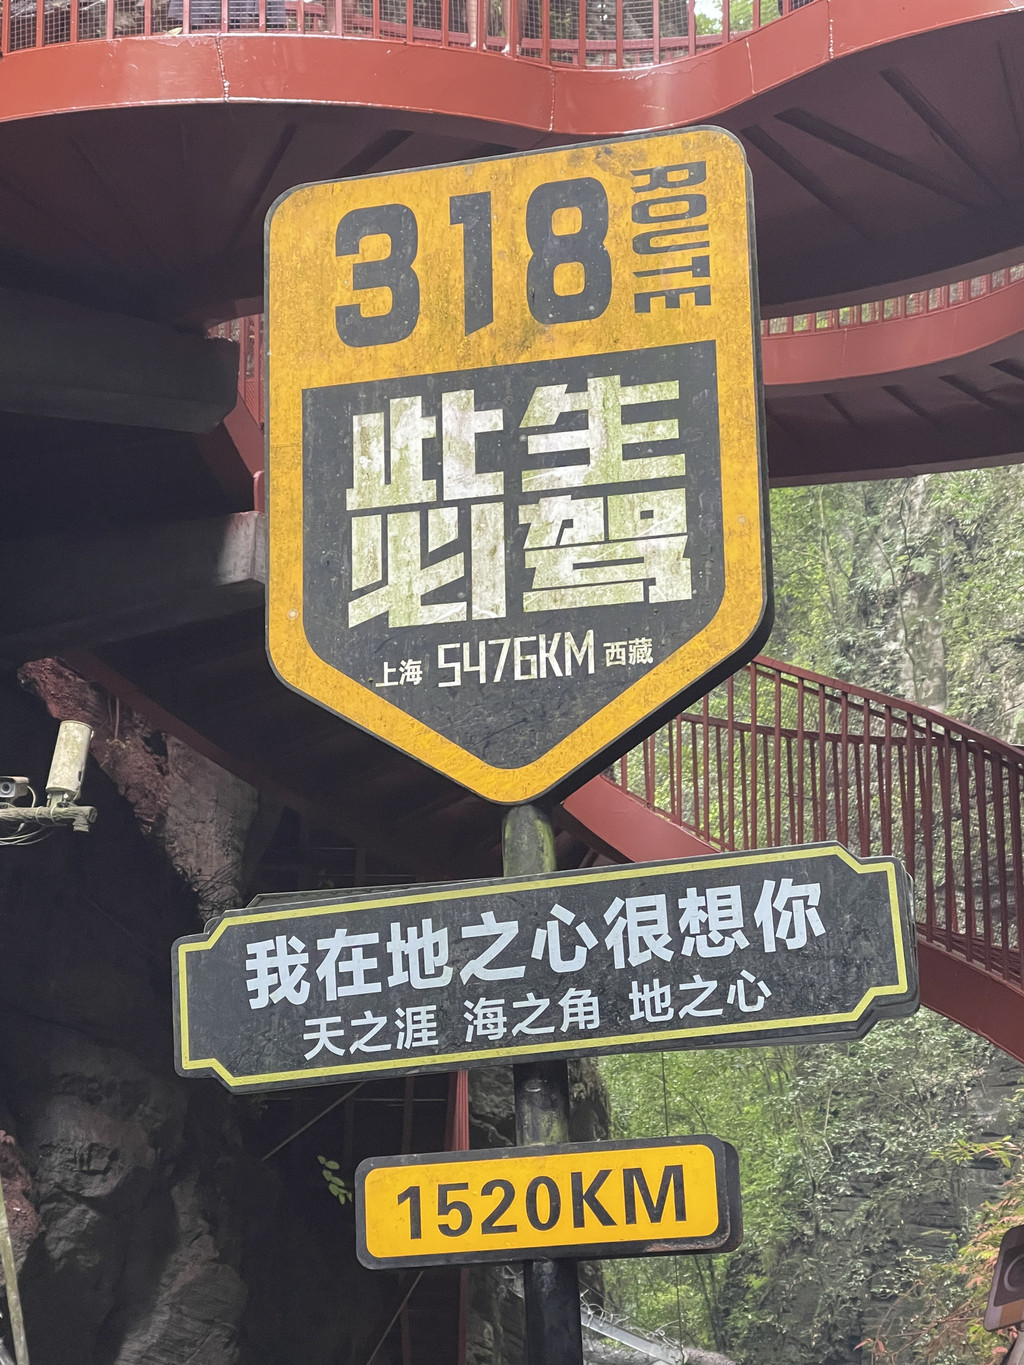 318 ROUTE
此生
必驾
上海 5476KM 西藏
我在地之心很想你
天之涯 海之角 地之心
1520KM